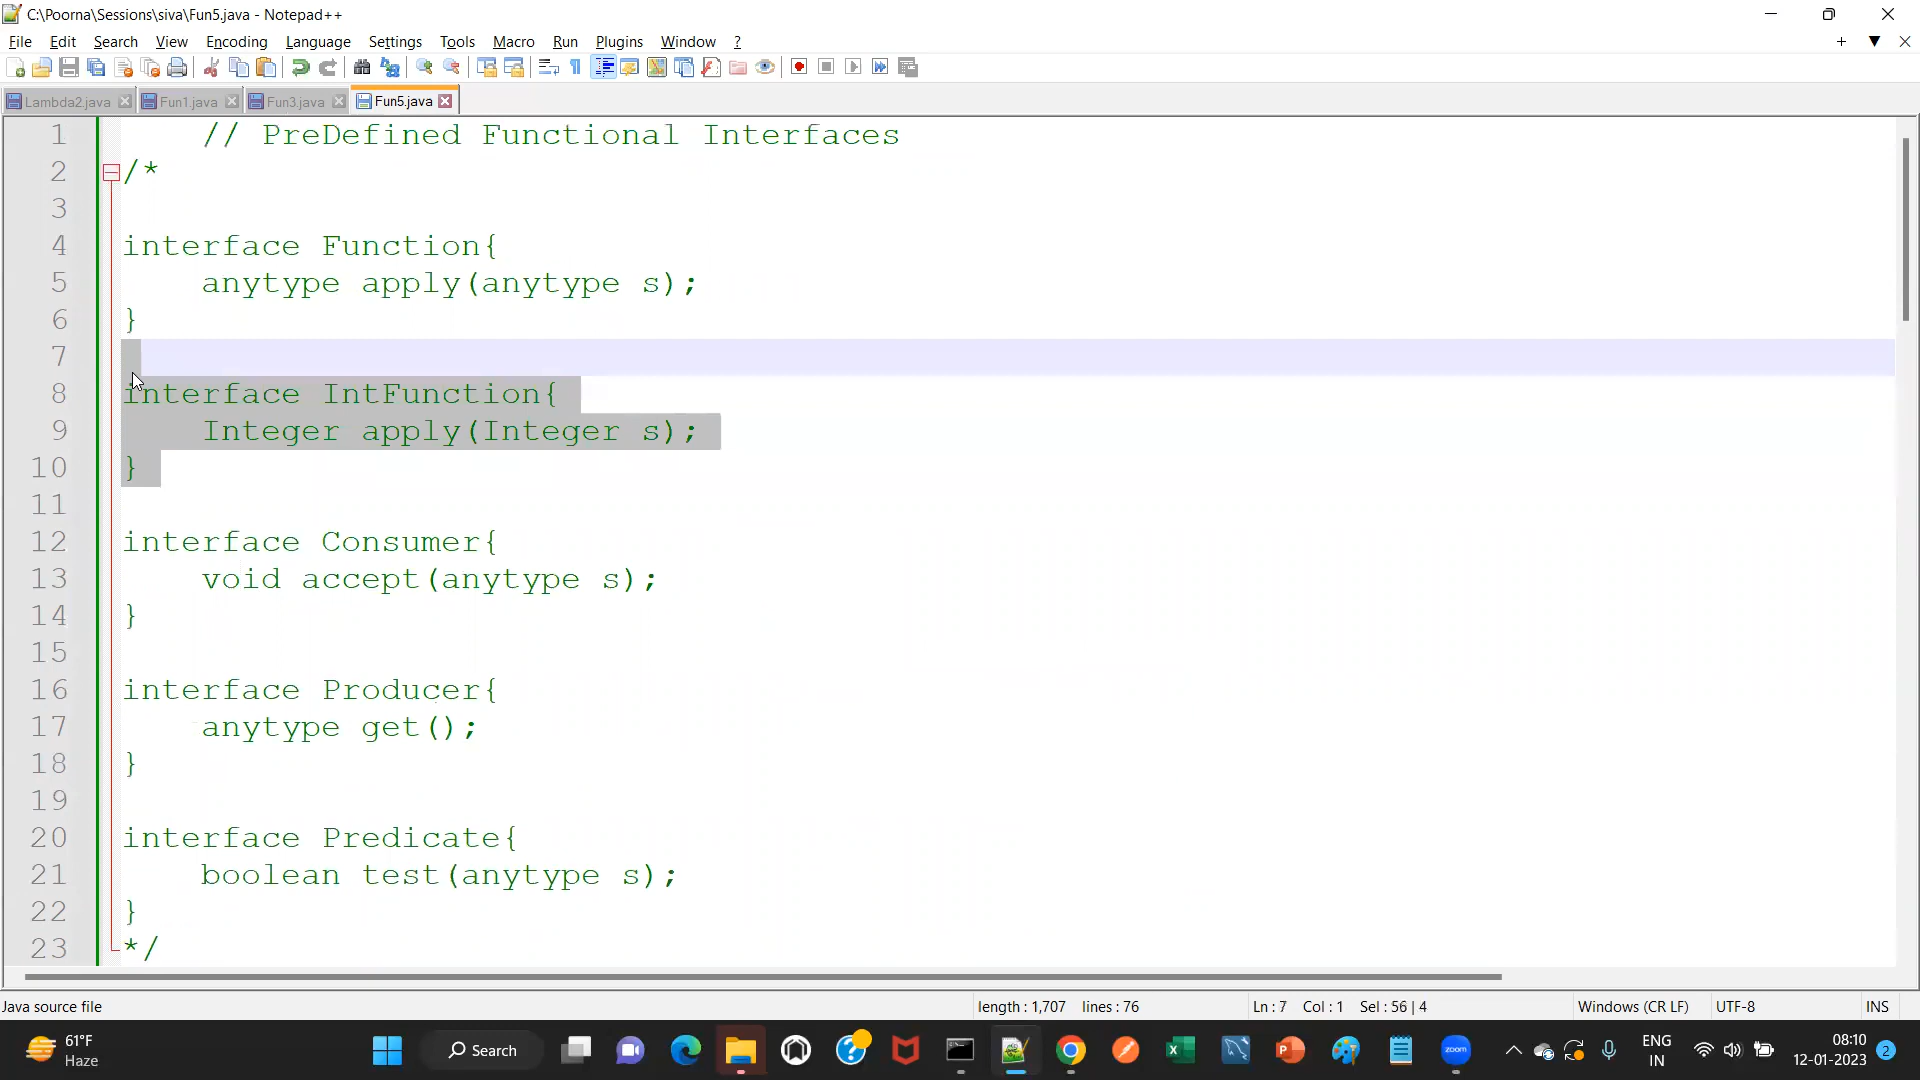 C:\Poorna\Sessions\siva\Fun5.java - Notepad++
File Edit Search View Encoding Language Settings Tools Macro Run Plugins Window ?
Lambda2.java Fun1.java Fun3.java Fun5.java
1 // PreDefined Functional Interfaces
2 /*
3
4 interface Function{
5 anytype apply(anytype s);
6 }
7
8 interface IntFunction{
9 Integer apply(Integer s);
10 }
11
12 interface Consumer{
13 void accept(anytype s);
14 }
15
16 interface Producer{
17 anytype get();
18 }
19
20 interface Predicate{
21 boolean test(anytype s);
22 }
23 */
Java source file length : 1,707 lines : 76 Ln : 7 Col : 1 Sel : 56 | 4 Windows (CR LF) UTF-8 INS
61°F
Haze
Search
zoom
ENG
IN
08:10
12-01-2023
2